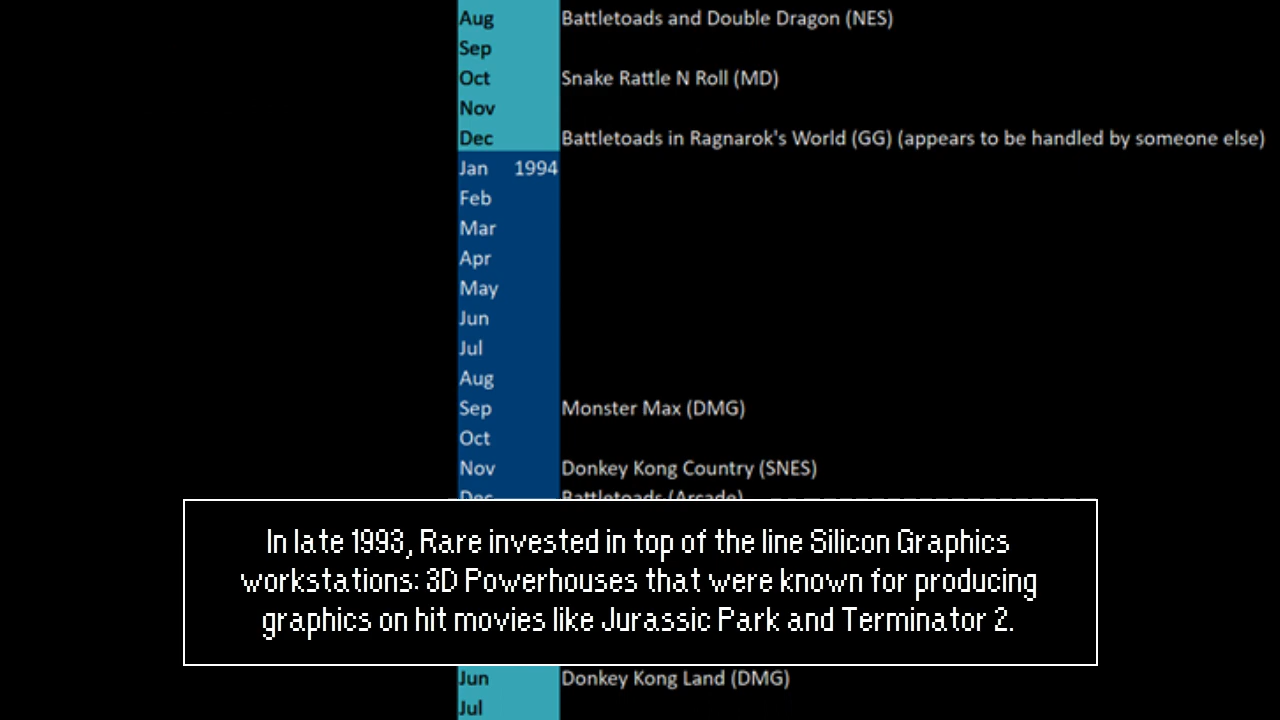 Aug Battletoads and Double Dragon (NES)
Sep
Oct Snake Rattle N Roll (MD)
Nov
Dec Battletoads in Ragnarok's World (GG) (appears to be handled by someone else)
Jan 1994
Feb
Mar
Apr
May
Jun
Jul
Aug
Sep Monster Max (DMG)
Oct
Nov Donkey Kong Country (SNES)
Dec Battletoads (Arcade)
In late 1993, Rare invested in top of the line Silicon Graphics
workstations: 3D Powerhouses that were known for producing
graphics on hit movies like Jurassic Park and Terminator 2.
Jun Donkey Kong Land (DMG)
Jul